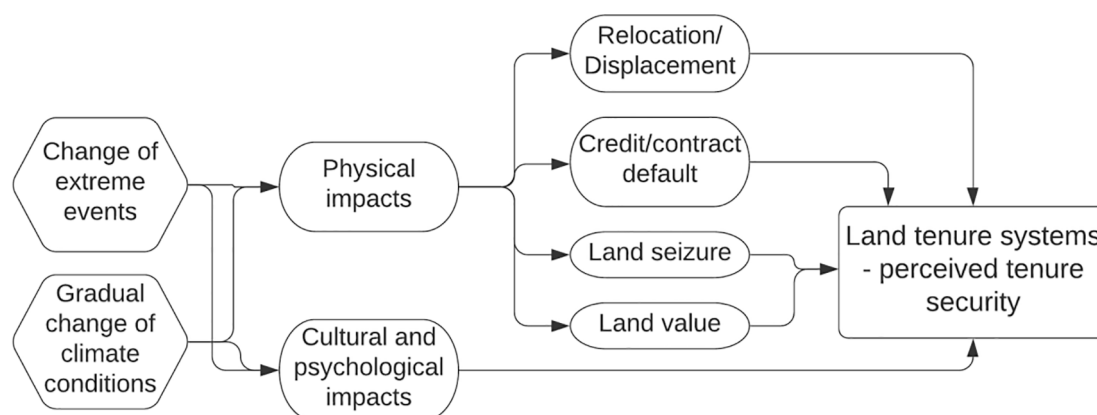 Change of
extreme
events
Gradual
change of
climate
conditions
Physical
impacts
Cultural and
psychological
impacts
Relocation/
Displacement
Credit/contract
default
Land seizure
Land value
Land tenure systems
- perceived tenure
security